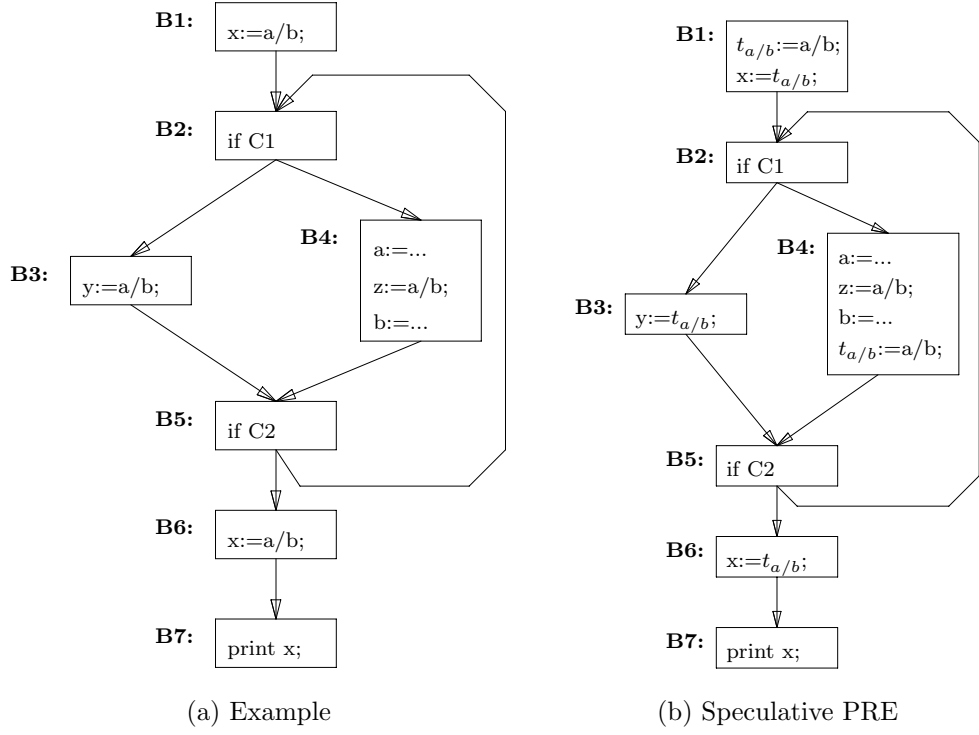 B1:
x:=a/b;
B2:
if C1
B3:
y:=a/b;
B4:
a:=...
z:=a/b;
b:=...
B5:
if C2
B6:
x:=a/b;
B7:
print x;
(a) Example
B1:
t_{a/b}:=a/b;
x:=t_{a/b};
B2:
if C1
B3:
y:=t_{a/b};
B4:
a:=...
z:=a/b;
b:=...
t_{a/b}:=a/b;
B5:
if C2
B6:
x:=t_{a/b};
B7:
print x;
(b) Speculative PRE